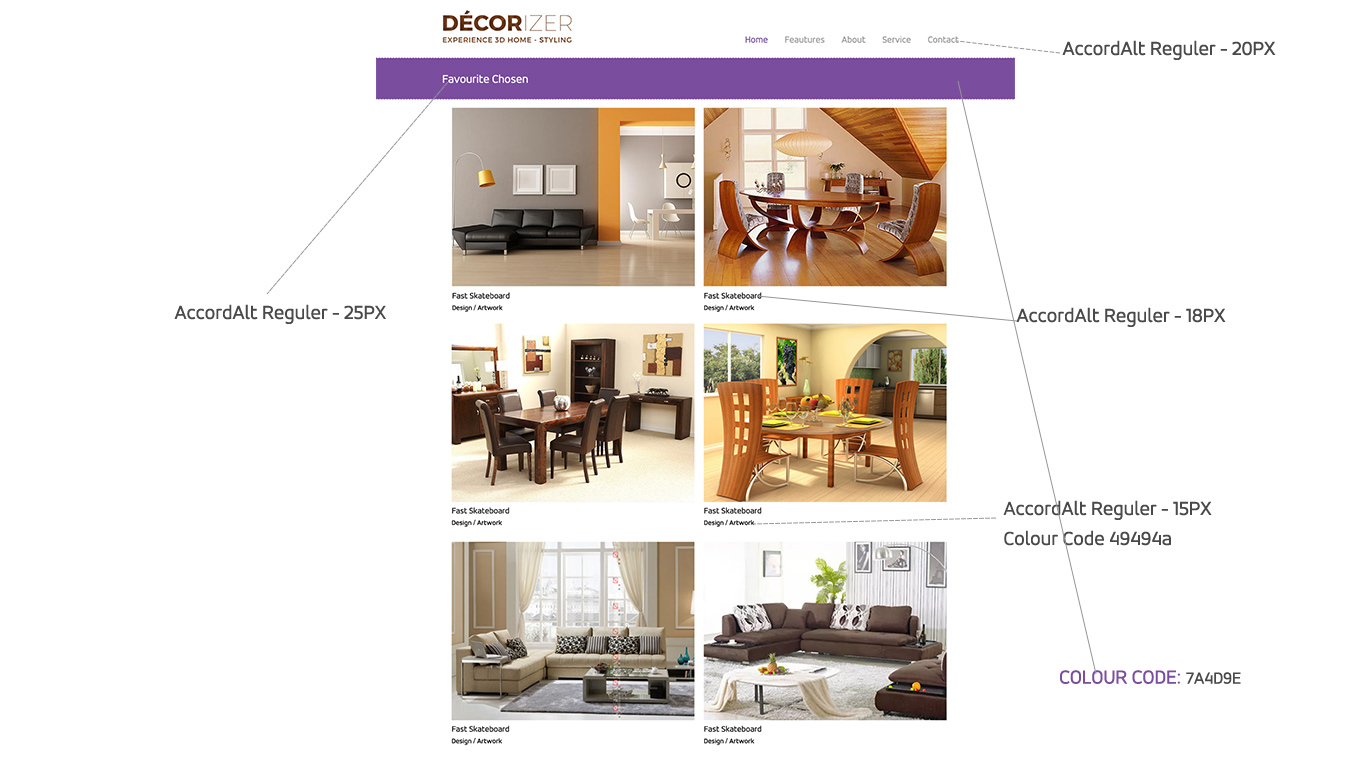 DÉCORIZER
EXPERIENCE 3D HOME - STYLING
Home Feautures About Service Contact
AccordAlt Reguler - 20PX
Favourite Chosen
AccordAlt Reguler - 25PX
Fast Skateboard
Design / Artwork
Fast Skateboard
Design / Artwork
AccordAlt Reguler - 18PX
Fast Skateboard
Design / Artwork
Fast Skateboard
Design / Artwork
AccordAlt Reguler - 15PX
Colour Code 49494a
Fast Skateboard
Design / Artwork
Fast Skateboard
Design / Artwork
COLOUR CODE: 7A4D9E